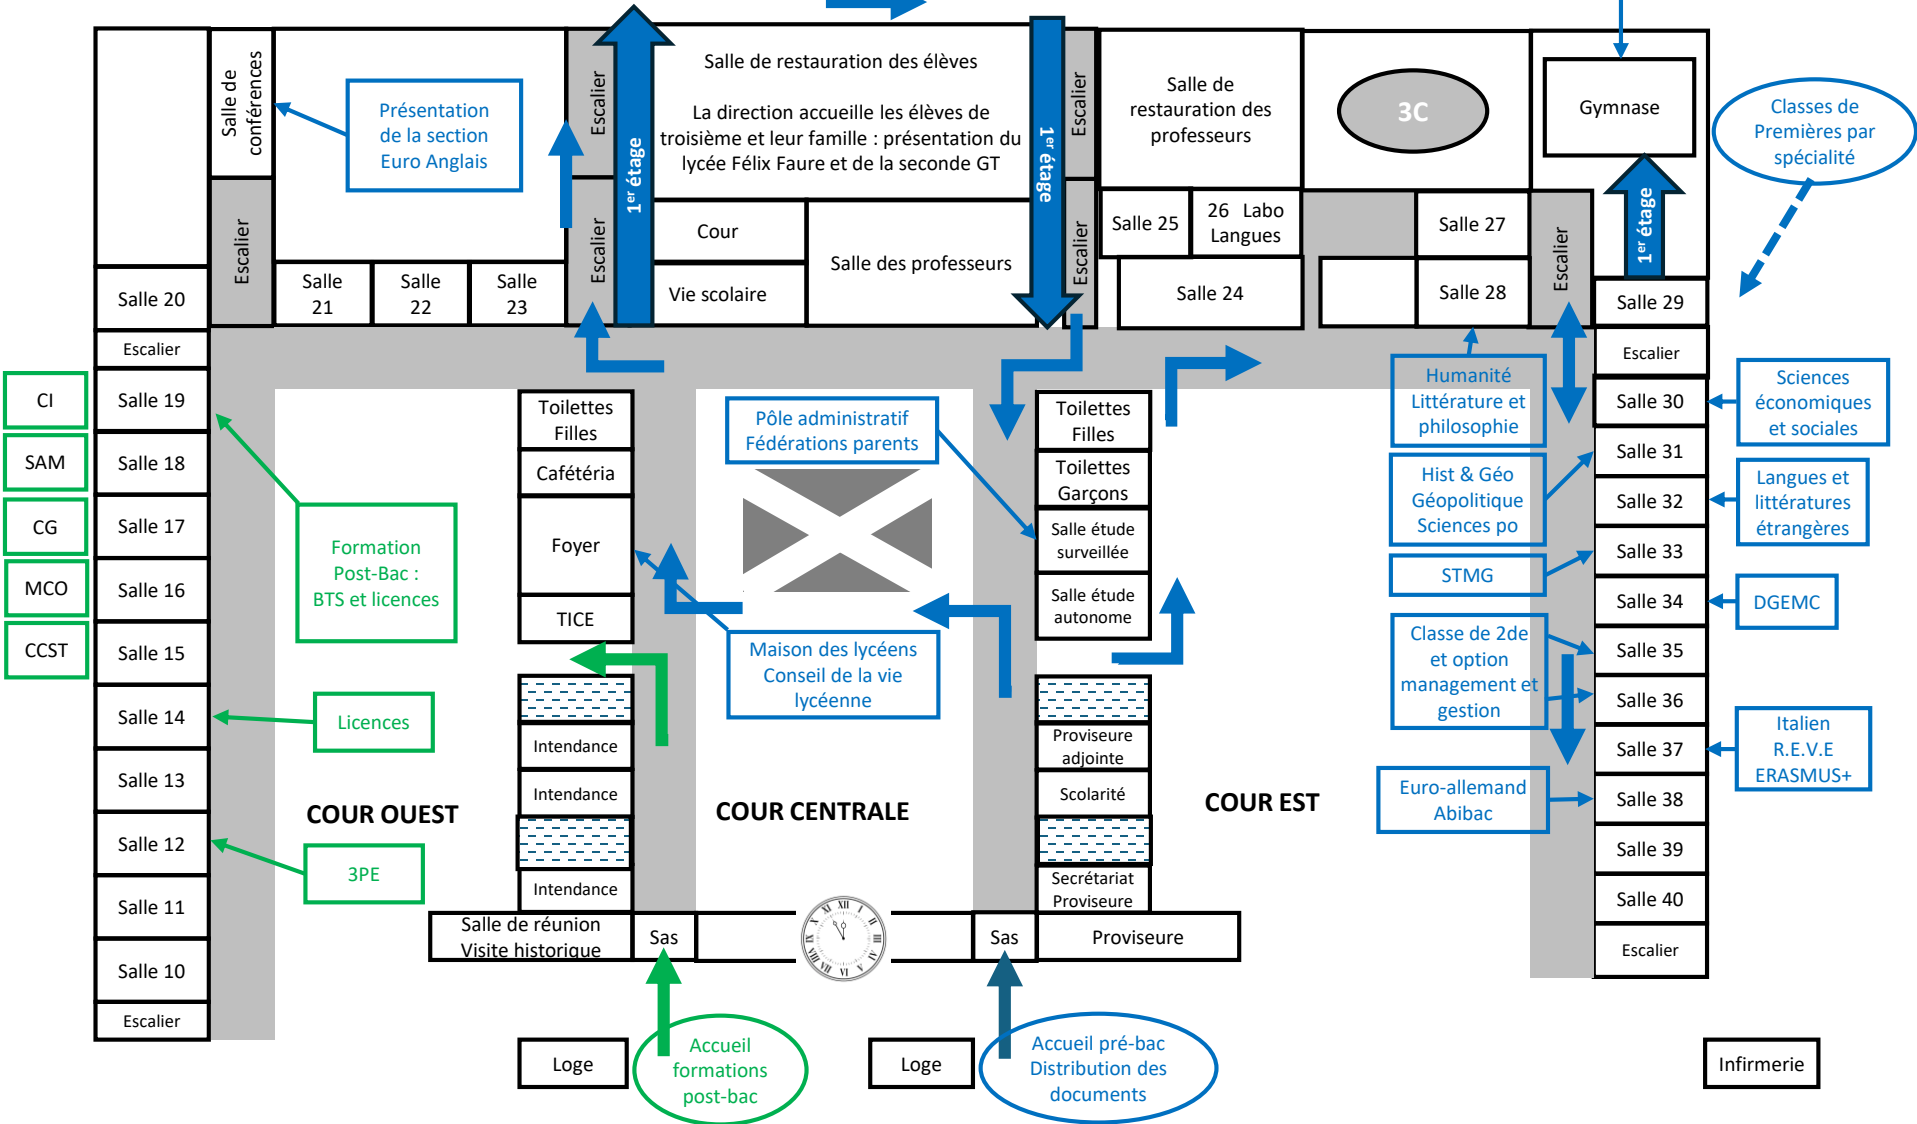 Salle de
conférences
Présentation
de la section
Euro Anglais
Escalier
1er étage
Salle de restauration des élèves
La direction accueille les élèves de
troisième et leur famille : présentation du
lycée Félix Faure et de la seconde GT
1er étage
Escalier
Salle de
restauration des
professeurs
3C
Gymnase
Classes de
Premières par
spécialité
Escalier
Escalier
Cour
Vie scolaire
Salle des professeurs
Escalier
Salle 25
26 Labo
Langues
Salle 24
Salle 27
Salle 28
Escalier
1er étage
Salle 20
Salle
21
Salle
22
Salle
23
Salle 29
Escalier
Escalier
CI
Salle 19
SAM
Salle 18
CG
Salle 17
MCO
Salle 16
CCST
Salle 15
Salle 14
Salle 13
Salle 12
Salle 11
Salle 10
Escalier
Formation
Post-Bac :
BTS et licences
Licences
3PE
COUR OUEST
Toilettes
Filles
Cafétéria
Foyer
TICE
Intendance
Intendance
Intendance
Salle de réunion
Visite historique
Sas
Pôle administratif
Fédérations parents
Maison des lycéens
Conseil de la vie
lycéenne
COUR CENTRALE
XII
I
II
III
IV
V
VI
VII
VIII
IX
X
XI
Sas
Proviseure
Toilettes
Filles
Toilettes
Garçons
Salle étude
surveillée
Salle étude
autonome
Proviseure
adjointe
Scolarité
Secrétariat
Proviseure
COUR EST
Humanité
Littérature et
philosophie
Hist & Géo
Géopolitique
Sciences po
STMG
Classe de 2de
et option
management et
gestion
Euro-allemand
Abibac
Salle 30
Salle 31
Salle 32
Salle 33
Salle 34
Salle 35
Salle 36
Salle 37
Salle 38
Salle 39
Salle 40
Escalier
Sciences
économiques
et sociales
Langues et
littératures
étrangères
DGEMC
Italien
R.E.V.E
ERASMUS+
Loge
Accueil
formations
post-bac
Loge
Accueil pré-bac
Distribution des
documents
Infirmerie